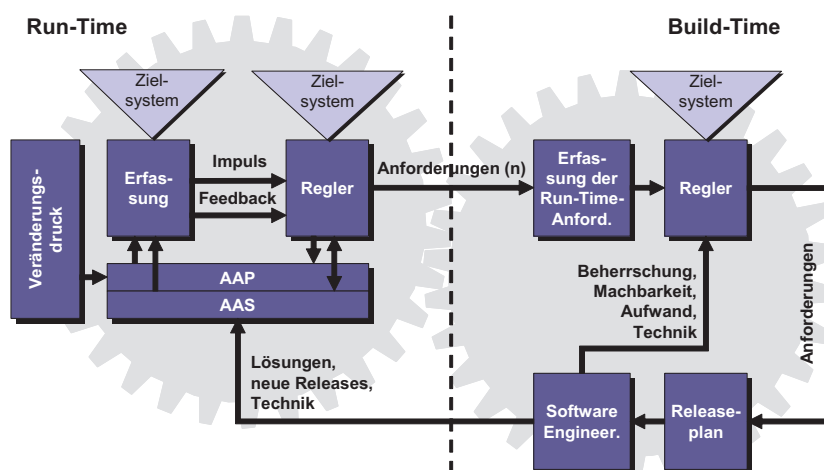 Run-Time
Build-Time
Ziel-
system
Ziel-
system
Ziel-
system
Veränderungs-
druck
Erfas-
sung
Impuls
Feedback
Regler
Anforderungen (n)
Erfas-
sung der
Run-Time-
Anford.
Regler
AAP
AAS
Beherrschung,
Machbarkeit,
Aufwand,
Technik
Anforderungen
Lösungen,
neue Releases,
Technik
Software
Engineer.
Release-
plan